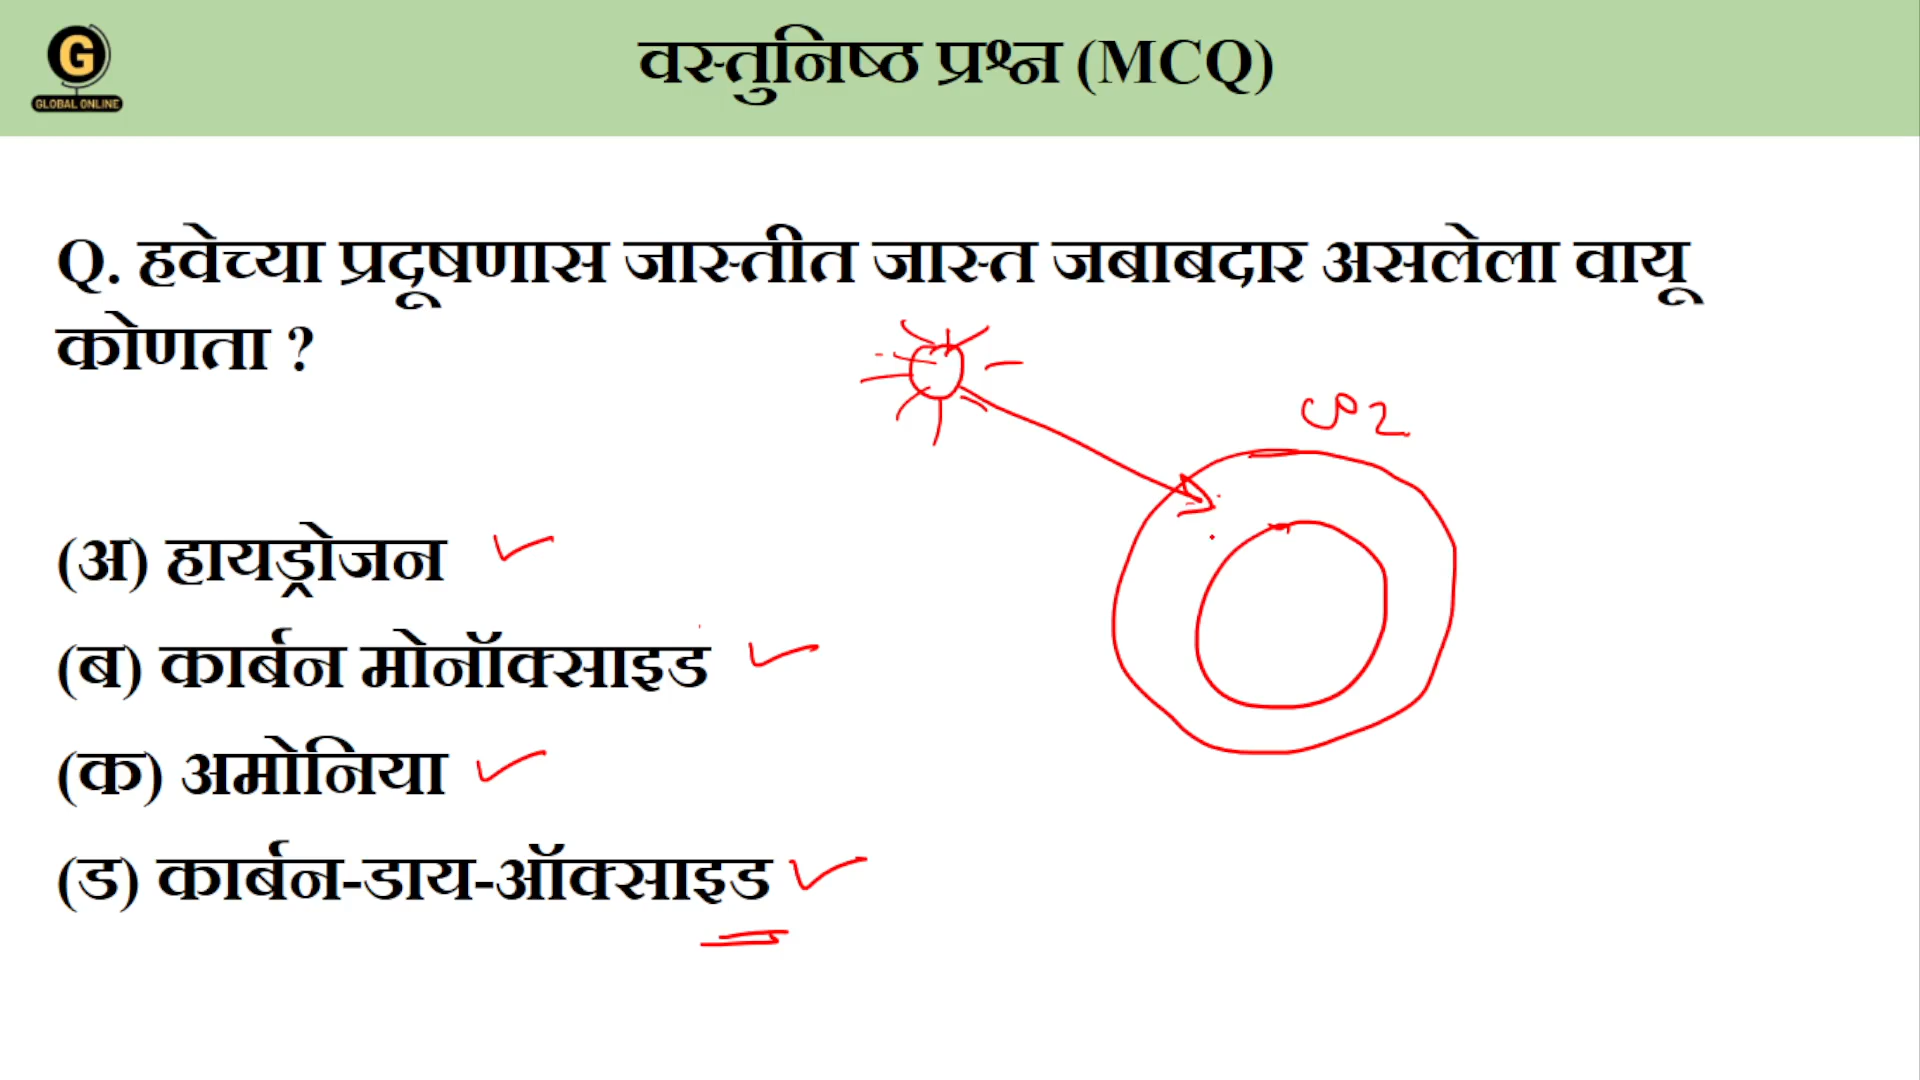 G
GLOBAL ONLINE
वस्तुनिष्ठ प्रश्न (MCQ)
Q. हवेच्या प्रदूषणास जास्तीत जास्त जबाबदार असलेला वायू
कोणता ?
CO2
(अ) हायड्रोजन
(ब) कार्बन मोनॉक्साइड
(क) अमोनिया
(ड) कार्बन-डाय-ऑक्साइड